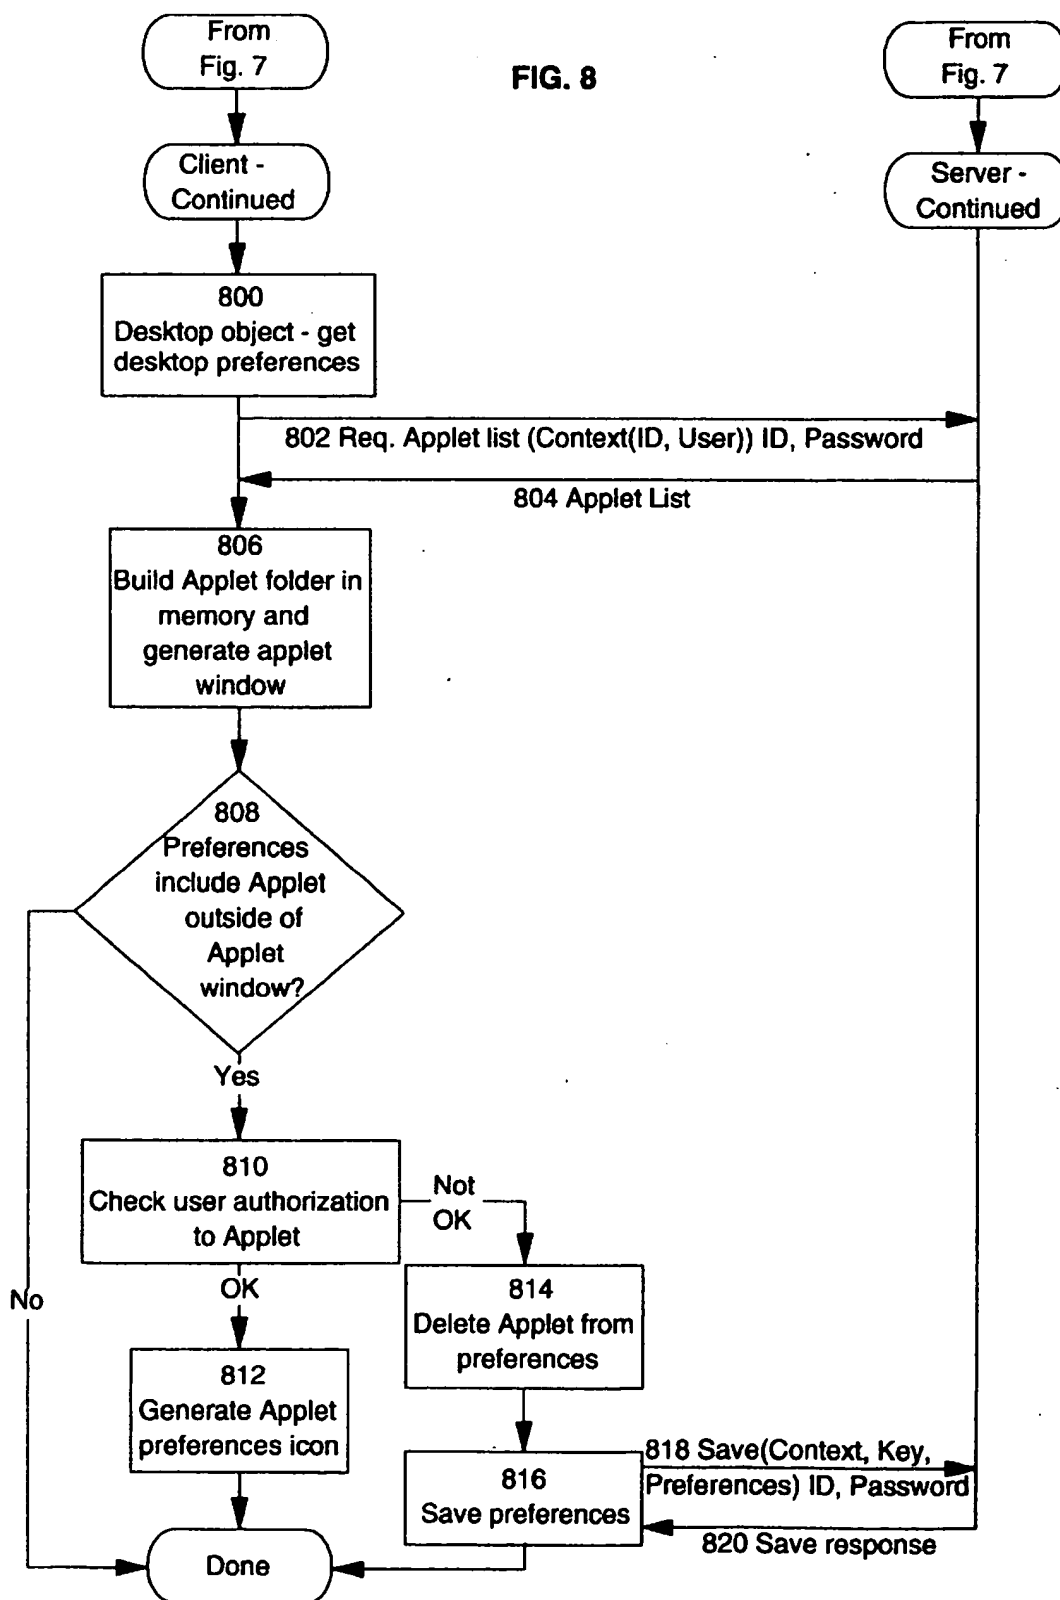 From
Fig. 7
FIG. 8
From
Fig. 7
Client -
Continued
Server -
Continued
800
Desktop object - get
desktop preferences
802 Req. Applet list (Context(ID, User)) ID, Password
804 Applet List
806
Build Applet folder in
memory and
generate applet
window
808
Preferences
include Applet
outside of
Applet
window?
Yes
810
Check user authorization
to Applet
Not
OK
OK
No
814
Delete Applet from
preferences
812
Generate Applet
preferences icon
818 Save(Context, Key,
Preferences) ID, Password
816
Save preferences
820 Save response
Done